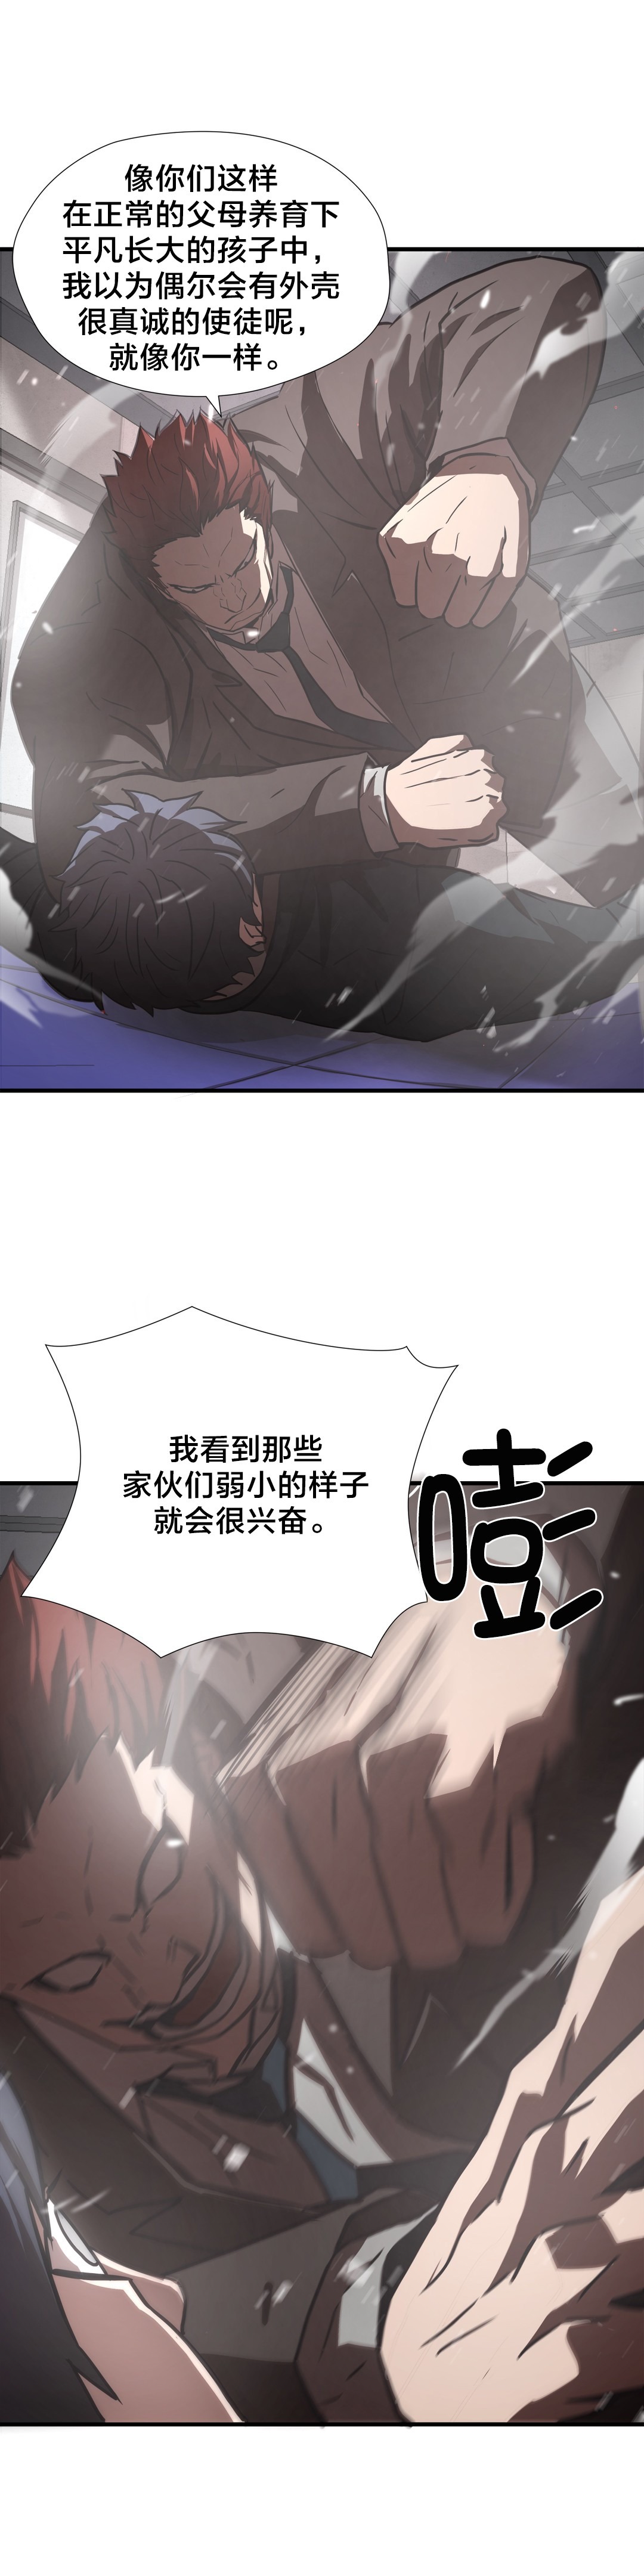 像你们这样
在正常的父母养育下
平凡长大的孩子中，
我以为偶尔会有外壳
很真诚的使徒呢，
就像你一样。
我看到那些
家伙们弱小的样子
就会很兴奋。
噎